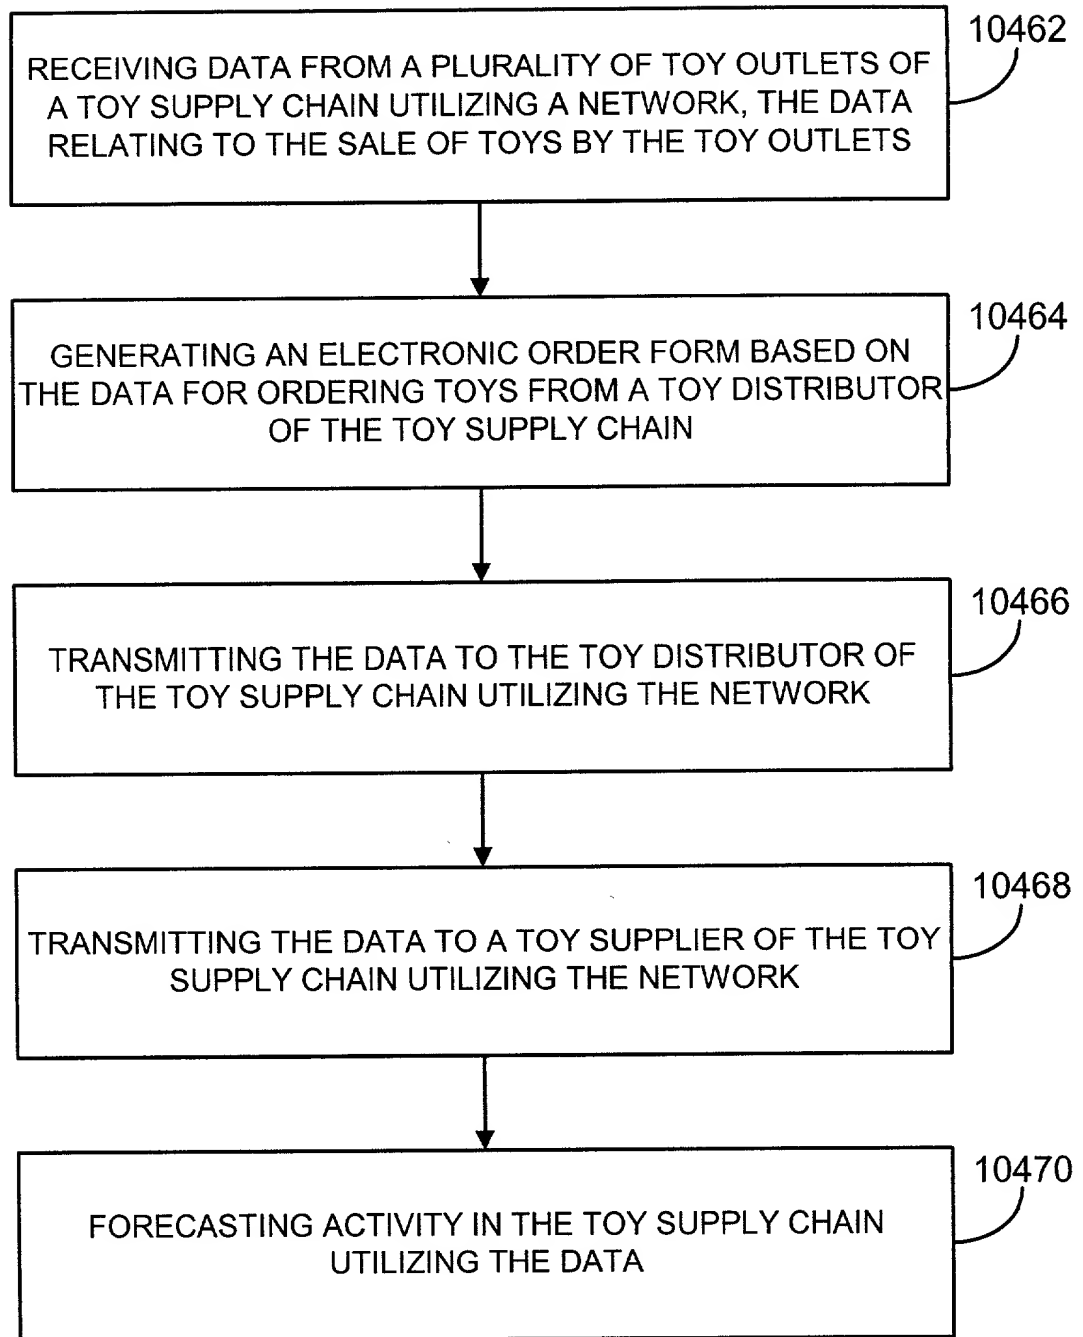 10462
RECEIVING DATA FROM A PLURALITY OF TOY OUTLETS OF
A TOY SUPPLY CHAIN UTILIZING A NETWORK, THE DATA
RELATING TO THE SALE OF TOYS BY THE TOY OUTLETS
10464
GENERATING AN ELECTRONIC ORDER FORM BASED ON
THE DATA FOR ORDERING TOYS FROM A TOY DISTRIBUTOR
OF THE TOY SUPPLY CHAIN
10466
TRANSMITTING THE DATA TO THE TOY DISTRIBUTOR OF
THE TOY SUPPLY CHAIN UTILIZING THE NETWORK
10468
TRANSMITTING THE DATA TO A TOY SUPPLIER OF THE TOY
SUPPLY CHAIN UTILIZING THE NETWORK
10470
FORECASTING ACTIVITY IN THE TOY SUPPLY CHAIN
UTILIZING THE DATA